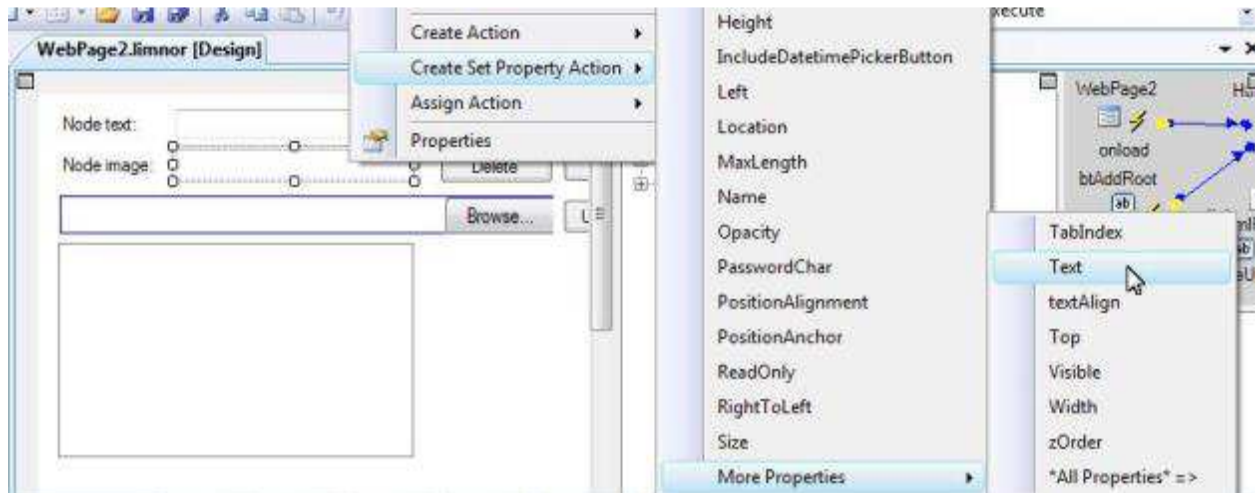 WebPage2.limnor [Design]
Node text:
Node image:
Delete
Browse...
Create Action
Create Set Property Action
Assign Action
Properties
Height
IncludeDatetimePickerButton
Left
Location
MaxLength
Name
Opacity
PasswordChar
PositionAlignment
PositionAnchor
ReadOnly
RightToLeft
Size
More Properties
WebPage2
onload
btAddRoot
ab
TabIndex
Text
textAlign
Top
Visible
Width
zOrder
*All Properties* =>